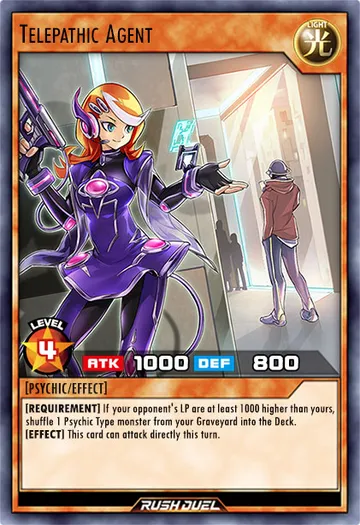 TELEPATHIC AGENT
LIGHT
光
LEVEL
4
ATK 1000 DEF 800
[PSYCHIC/EFFECT]
[REQUIREMENT] If your opponent's LP are at least 1000 higher than yours,
shuffle 1 Psychic Type monster from your Graveyard into the Deck.
[EFFECT] This card can attack directly this turn.
RUSH DUEL